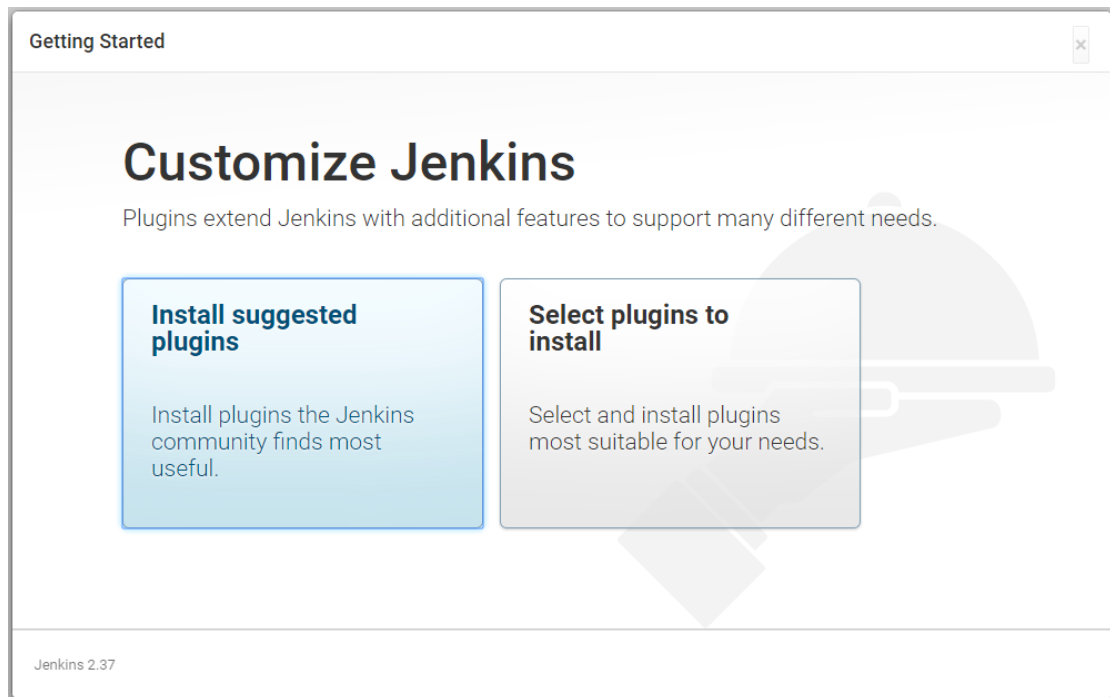 Getting Started
×
Customize Jenkins
Plugins extend Jenkins with additional features to support many different needs.
Install suggested
plugins
Install plugins the Jenkins
community finds most
useful.
Select plugins to
install
Select and install plugins
most suitable for your needs.
Jenkins 2.37